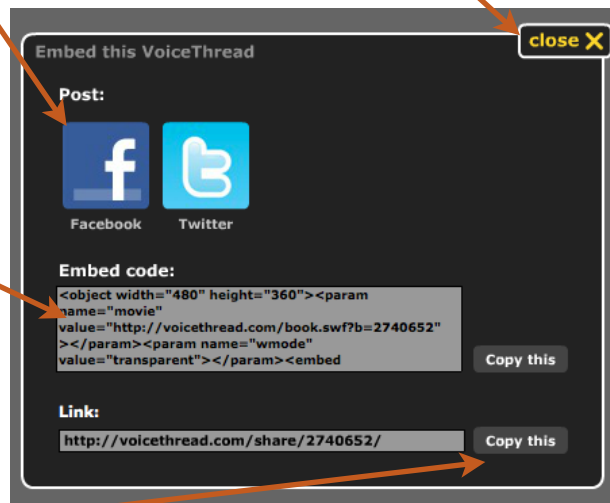 close X
Embed this VoiceThread
Post:
Facebook Twitter
Embed code:
<object width="480" height="360"><param
name="movie"
value="http://voicethread.com/book.swf?b=2740652"
></param><param name="wmode"
value="transparent"></param><embed
Copy this
Link:
http://voicethread.com/share/2740652/ Copy this